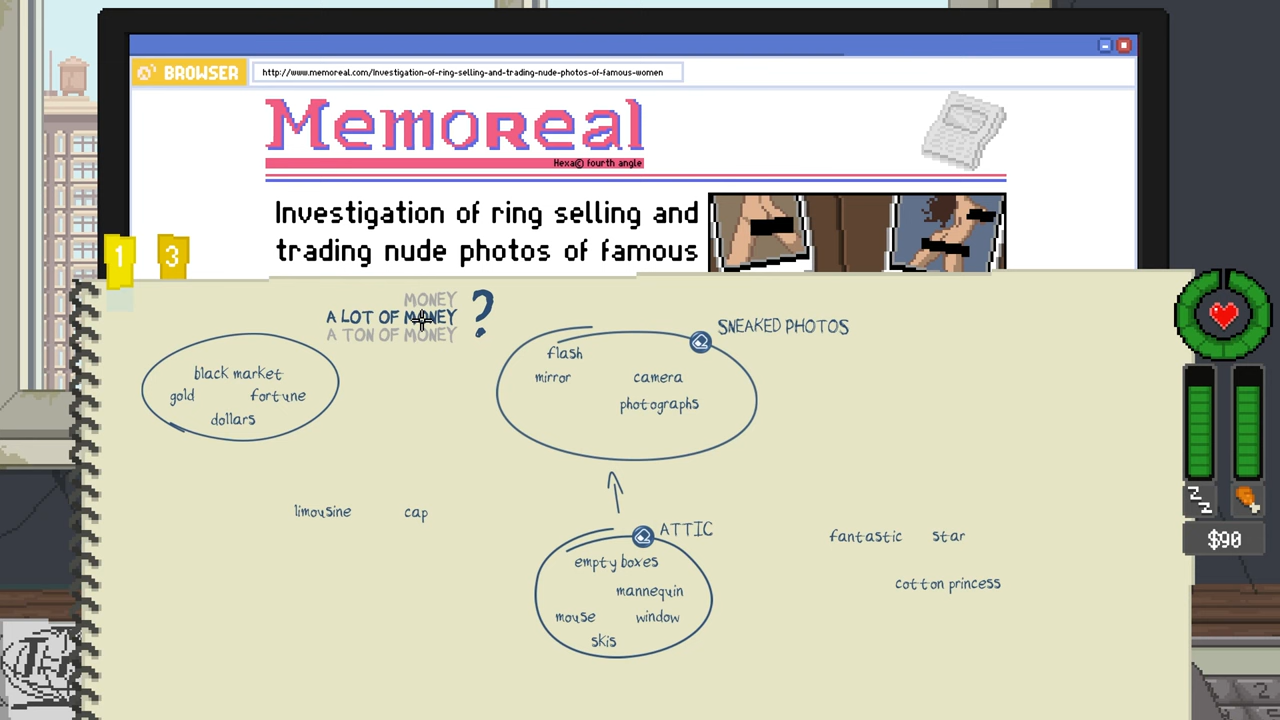 BROWSER
http://www.memoreal.com/Investigation-of-ring-selling-and-trading-nude-photos-of-famous-women
Memoreal
Hexa© fourth angle
Investigation of ring selling and
trading nude photos of famous
1 3
MONEY
A LOT OF MONEY
A TON OF MONEY
?
black market
gold fortune
dollars
SNEAKED PHOTOS
flash
mirror camera
photographs
limousine cap
ATTIC
empty boxes
mannequin
mouse window
skis
fantastic star
cotton princess
zzz
$90